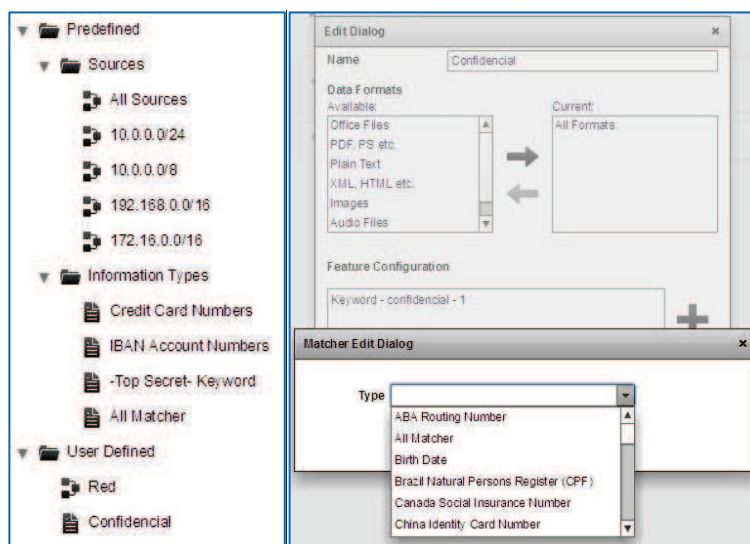 Predefined
Sources
All Sources
10.0.0.0/24
10.0.0.0/8
192.168.0.0/16
172.16.0.0/16
Information Types
Credit Card Numbers
IBAN Account Numbers
-Top Secret- Keyword
All Matcher
User Defined
Red
Confidencial
Edit Dialog
Name Confidencial
Data Formats
Available: Current:
Office Files All Formats
PDF, PS etc.
Plain Text
XML, HTML etc.
Images
Audio Files
Feature Configuration
Keyword - confidencial - 1
Matcher Edit Dialog
Type
ABA Routing Number
All Matcher
Birth Date
Brazil Natural Persons Register (CPF)
Canada Social Insurance Number
China Identity Card Number